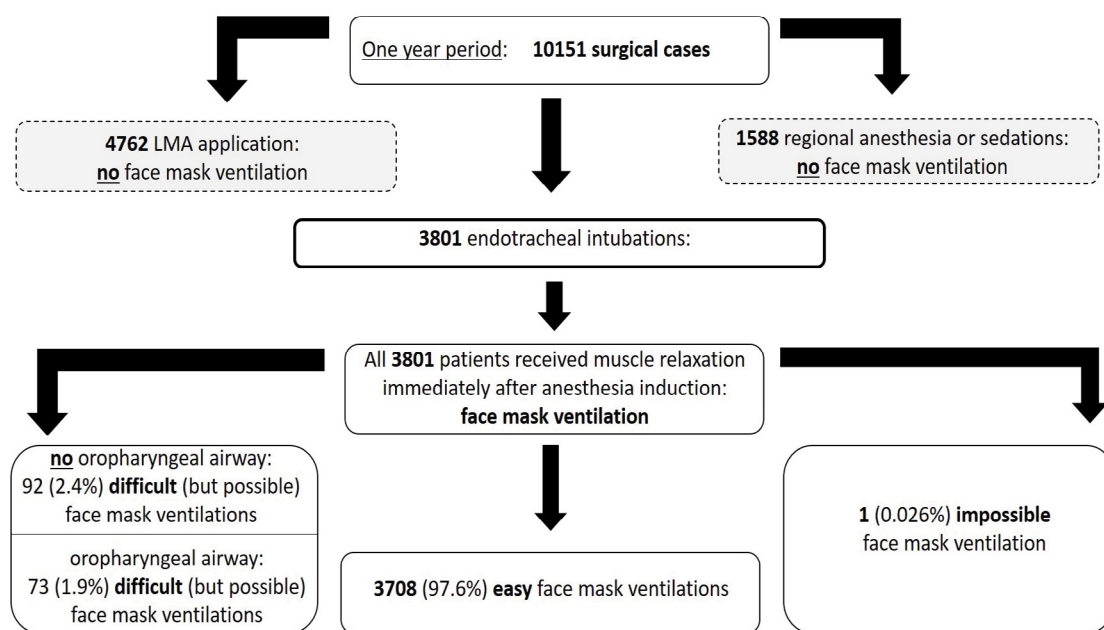 One year period: 10151 surgical cases
4762 LMA application:
no face mask ventilation
1588 regional anesthesia or sedations:
no face mask ventilation
3801 endotracheal intubations:
All 3801 patients received muscle relaxation
immediately after anesthesia induction:
face mask ventilation
no oropharyngeal airway:
92 (2.4%) difficult (but possible)
face mask ventilations
oropharyngeal airway:
73 (1.9%) difficult (but possible)
face mask ventilations
3708 (97.6%) easy face mask ventilations
1 (0.026%) impossible
face mask ventilation